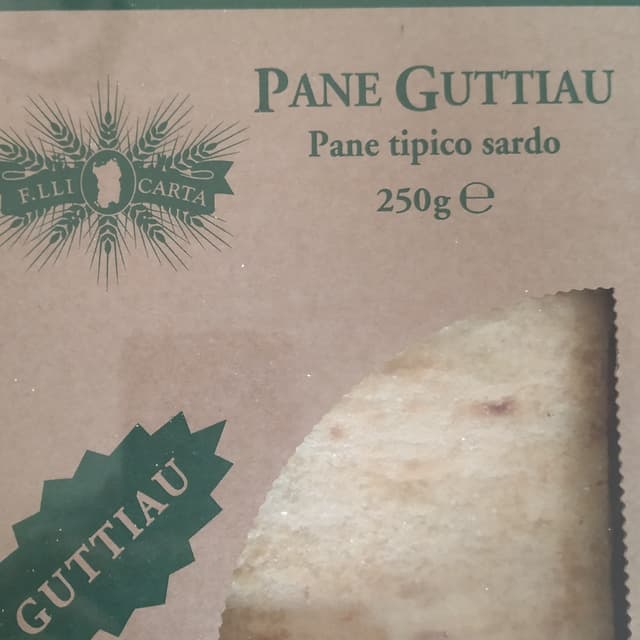 PANE GUTTIAU
Pane tipico sardo
250g ℮
F.LLI CARTA
GUTTIAU